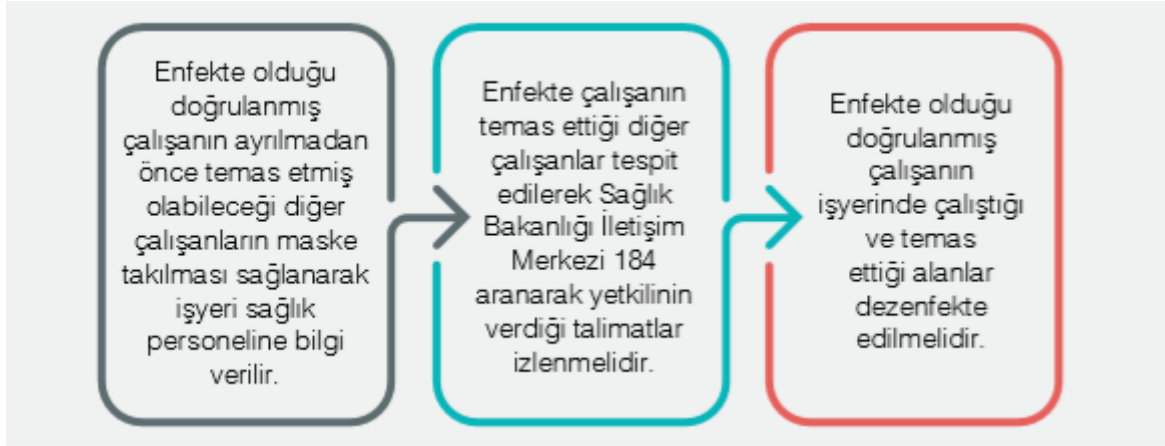 Enfekte olduğu
doğrulanmış
çalışanın ayrılmadan
önce temas etmiş
olabileceği diğer
çalışanların maske
takılması sağlanarak
işyeri sağlık
personeline bilgi
verilir.
Enfekte çalışanın
temas ettiği diğer
çalışanlar tespit
edilerek Sağlık
Bakanlığı İletişim
Merkezi 184
aranarak yetkilinin
verdiği talimatlar
izlenmelidir.
Enfekte olduğu
doğrulanmış
çalışanın
işyerinde çalıştığı
ve temas
ettiği alanlar
dezenfekte
edilmelidir.